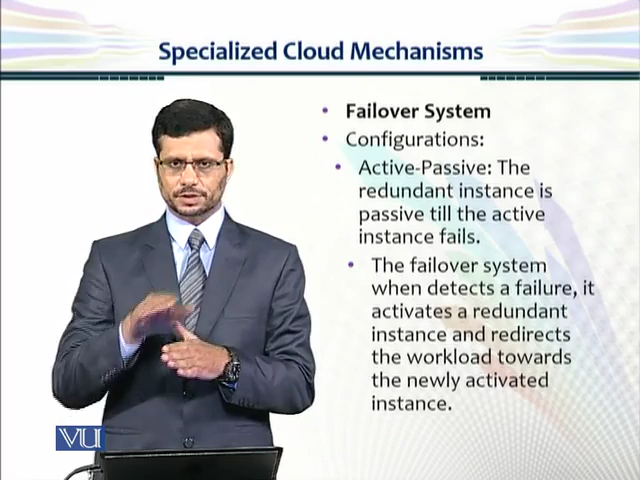 Specialized Cloud Mechanisms
• Failover System
• Configurations:
• Active-Passive: The
redundant instance is
passive till the active
instance fails.
• The failover system
when detects a failure, it
activates a redundant
instance and redirects
the workload towards
the newly activated
instance.
VU